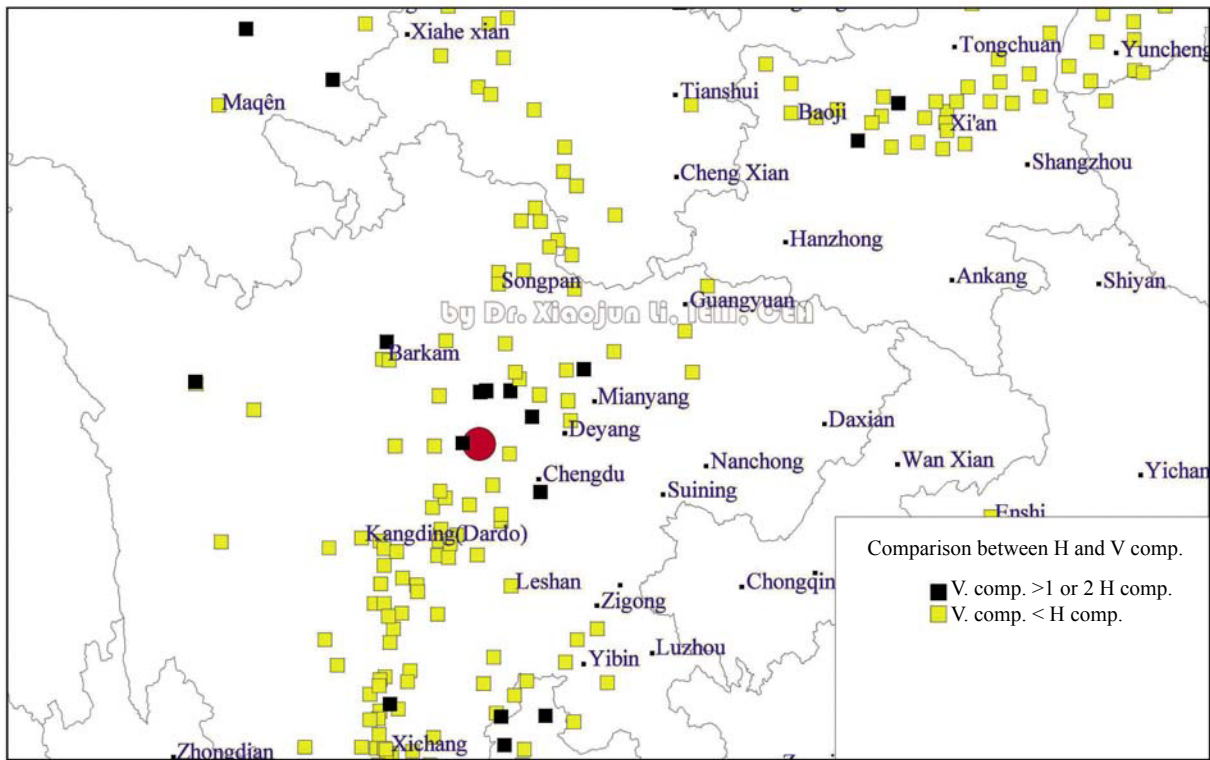 Xiahe xian
Tongchuan
Yuncheng
Maqên
Tianshui
Baoji
Xi'an
Shangzhou
Cheng Xian
Hanzhong
Songpan
Ankang
Shiyan
Guangyuan
by Dr. Xiaojun Li, IEM, CEA
Barkam
Mianyang
Daxian
Deyang
Nanchong
Wan Xian
Yichan
Chengdu
Suining
Enshi
Kangding(Dardo)
Comparison between H and V comp.
Leshan
Chongqin
V. comp. >1 or 2 H comp.
Zigong
V. comp. < H comp.
Luzhou
Yibin
Xichang
Zhongdian